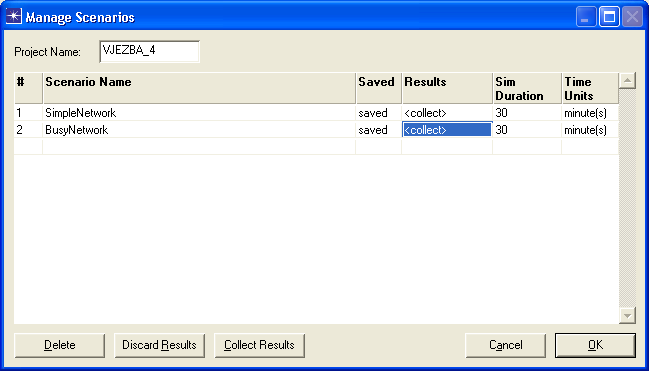 Manage Scenarios
Project Name: VJEZBA_4
# Scenario Name Saved Results Sim Duration Time Units
1 SimpleNetwork saved <collect> 30 minute(s)
2 BusyNetwork saved <collect> 30 minute(s)
Delete Discard Results Collect Results Cancel OK